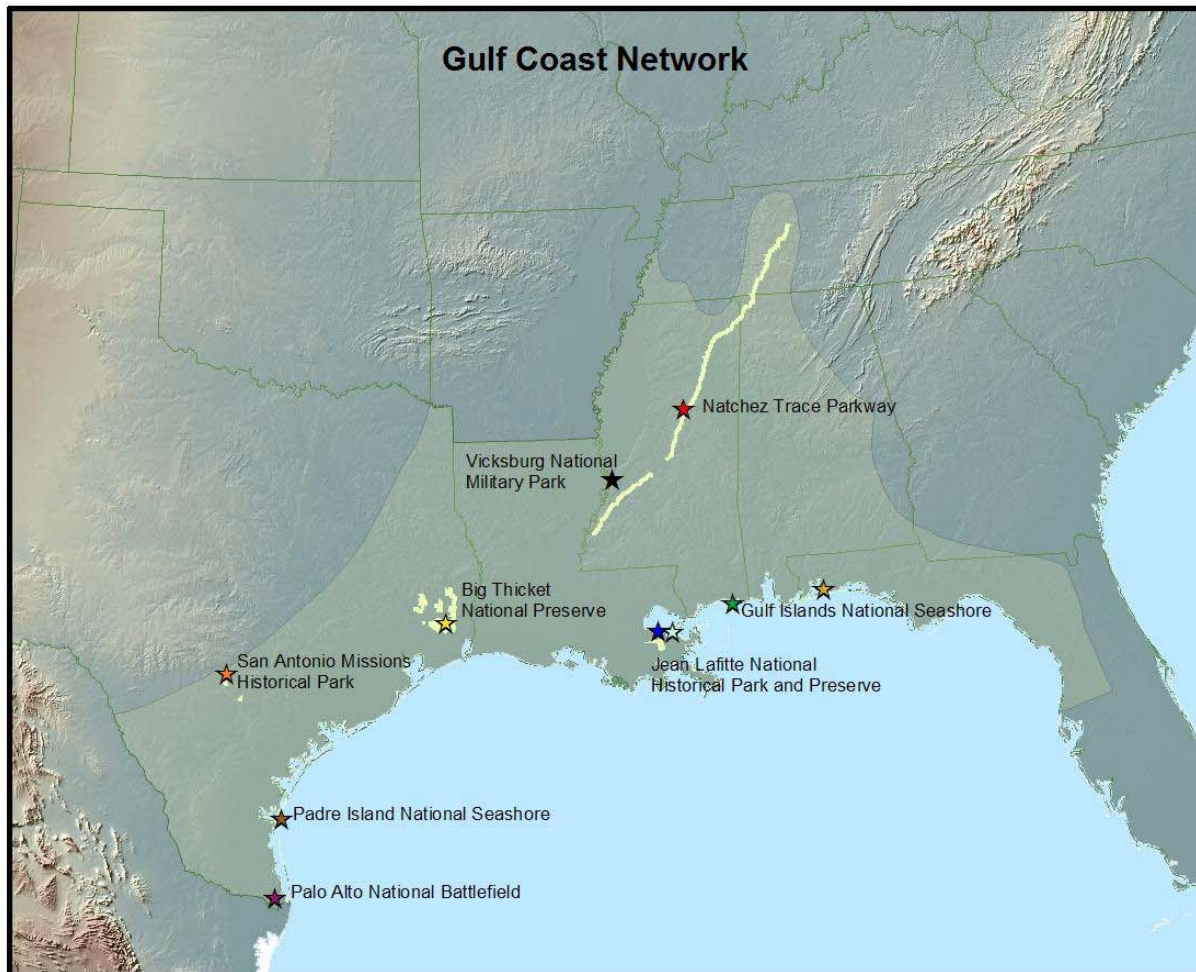 Gulf Coast Network
Natchez Trace Parkway
Vicksburg National
Military Park
Big Thicket
National Preserve
Gulf Islands National Seashore
San Antonio Missions
Historical Park
Jean Lafitte National
Historical Park and Preserve
Padre Island National Seashore
Palo Alto National Battlefield